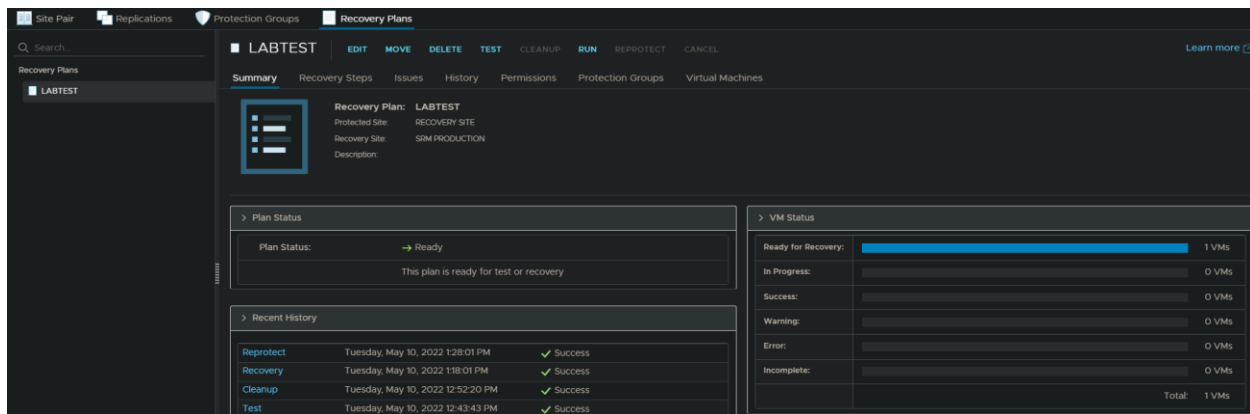 Site Pair Replications Protection Groups Recovery Plans
Search...
Recovery Plans
LABTEST
LABTEST EDIT MOVE DELETE TEST CLEANUP RUN REPROTECT CANCEL Learn more
Summary Recovery Steps Issues History Permissions Protection Groups Virtual Machines
Recovery Plan: LABTEST
Protected Site: RECOVERY SITE
Recovery Site: SRM PRODUCTION
Description:
> Plan Status
Plan Status: → Ready
This plan is ready for test or recovery
> Recent History
Reprotect Tuesday, May 10, 2022 1:28:01 PM ✓ Success
Recovery Tuesday, May 10, 2022 1:18:01 PM ✓ Success
Cleanup Tuesday, May 10, 2022 12:52:20 PM ✓ Success
Test Tuesday, May 10, 2022 12:43:43 PM ✓ Success
> VM Status
Ready for Recovery: 1 VMs
In Progress: 0 VMs
Success: 0 VMs
Warning: 0 VMs
Error: 0 VMs
Incomplete: 0 VMs
Total: 1 VMs